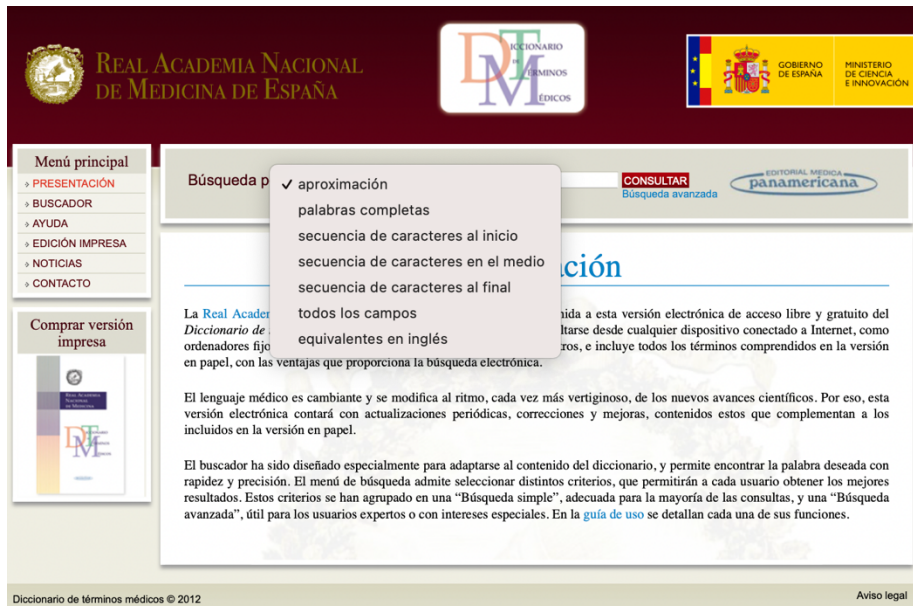 REAL ACADEMIA NACIONAL
DE MEDICINA DE ESPAÑA
DICCIONARIO
DE TÉRMINOS
MÉDICOS
GOBIERNO
DE ESPAÑA
MINISTERIO
DE CIENCIA
E INNOVACIÓN
Menú principal
PRESENTACIÓN
BUSCADOR
AYUDA
EDICIÓN IMPRESA
NOTICIAS
CONTACTO
Comprar versión
impresa
REAL ACADEMIA
NACIONAL
DE MEDICINA
Búsqueda p
✓ aproximación
palabras completas
secuencia de caracteres al inicio
secuencia de caracteres en el medio
secuencia de caracteres al final
todos los campos
equivalentes en inglés
CONSULTAR
Búsqueda avanzada
EDITORIAL MEDICA
panamericana
ción
La Real Acade nida a esta versión electrónica de acceso libre y gratuito del
Diccionario de ltarse desde cualquier dispositivo conectado a Internet, como
ordenadores fijo ros, e incluye todos los términos comprendidos en la versión
en papel, con las ventajas que proporciona la búsqueda electrónica.
El lenguaje médico es cambiante y se modifica al ritmo, cada vez más vertiginoso, de los nuevos avances científicos. Por eso, esta
versión electrónica contará con actualizaciones periódicas, correcciones y mejoras, contenidos estos que complementan a los
incluidos en la versión en papel.
El buscador ha sido diseñado especialmente para adaptarse al contenido del diccionario, y permite encontrar la palabra deseada con
rapidez y precisión. El menú de búsqueda admite seleccionar distintos criterios, que permitirán a cada usuario obtener los mejores
resultados. Estos criterios se han agrupado en una “Búsqueda simple”, adecuada para la mayoría de las consultas, y una “Búsqueda
avanzada”, útil para los usuarios expertos o con intereses especiales. En la guía de uso se detallan cada una de sus funciones.
Diccionario de términos médicos © 2012
Aviso legal